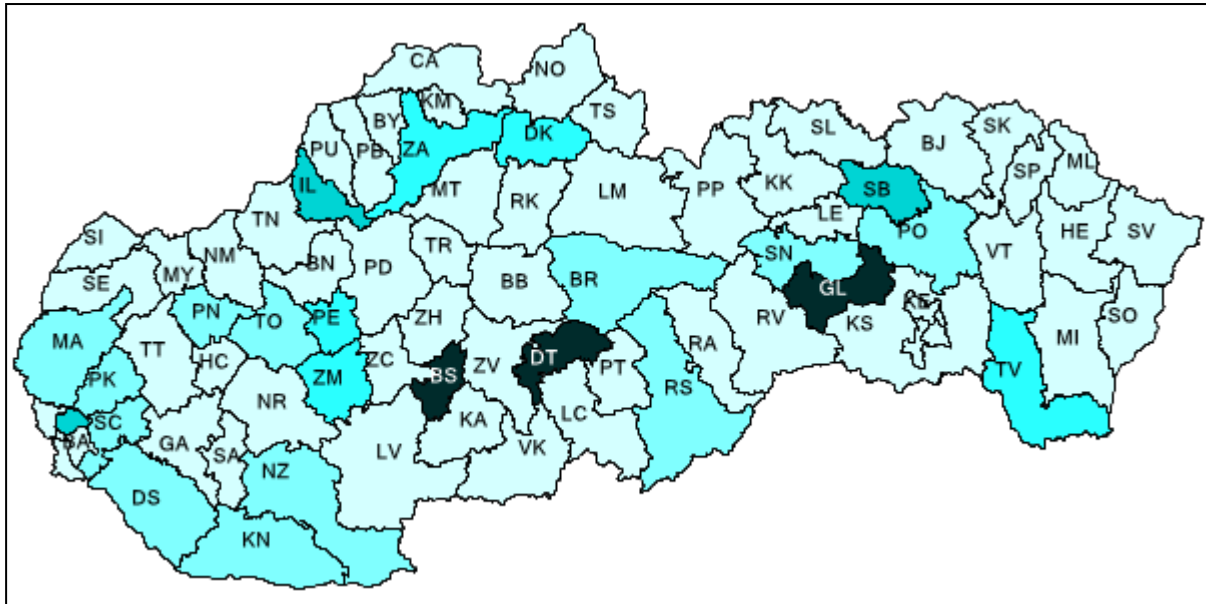 CA
NO
KM
TS
BY
DK
PU
PB
ZA
SL
BJ
SK
ML
SP
IL
MT
RK
LM
PP
KK
SB
LE
PO
HE
SV
VT
TN
SI
NM
TR
SN
SE
MY
BN
PD
BB
BR
GL
KE
SO
PN
TO
PE
ZH
RV
KS
MI
MA
TT
HC
ZC
BS
ZV
DT
PT
RA
TV
PK
ZM
RS
NR
SC
BA
GA
SA
KA
LC
LV
VK
NZ
DS
KN